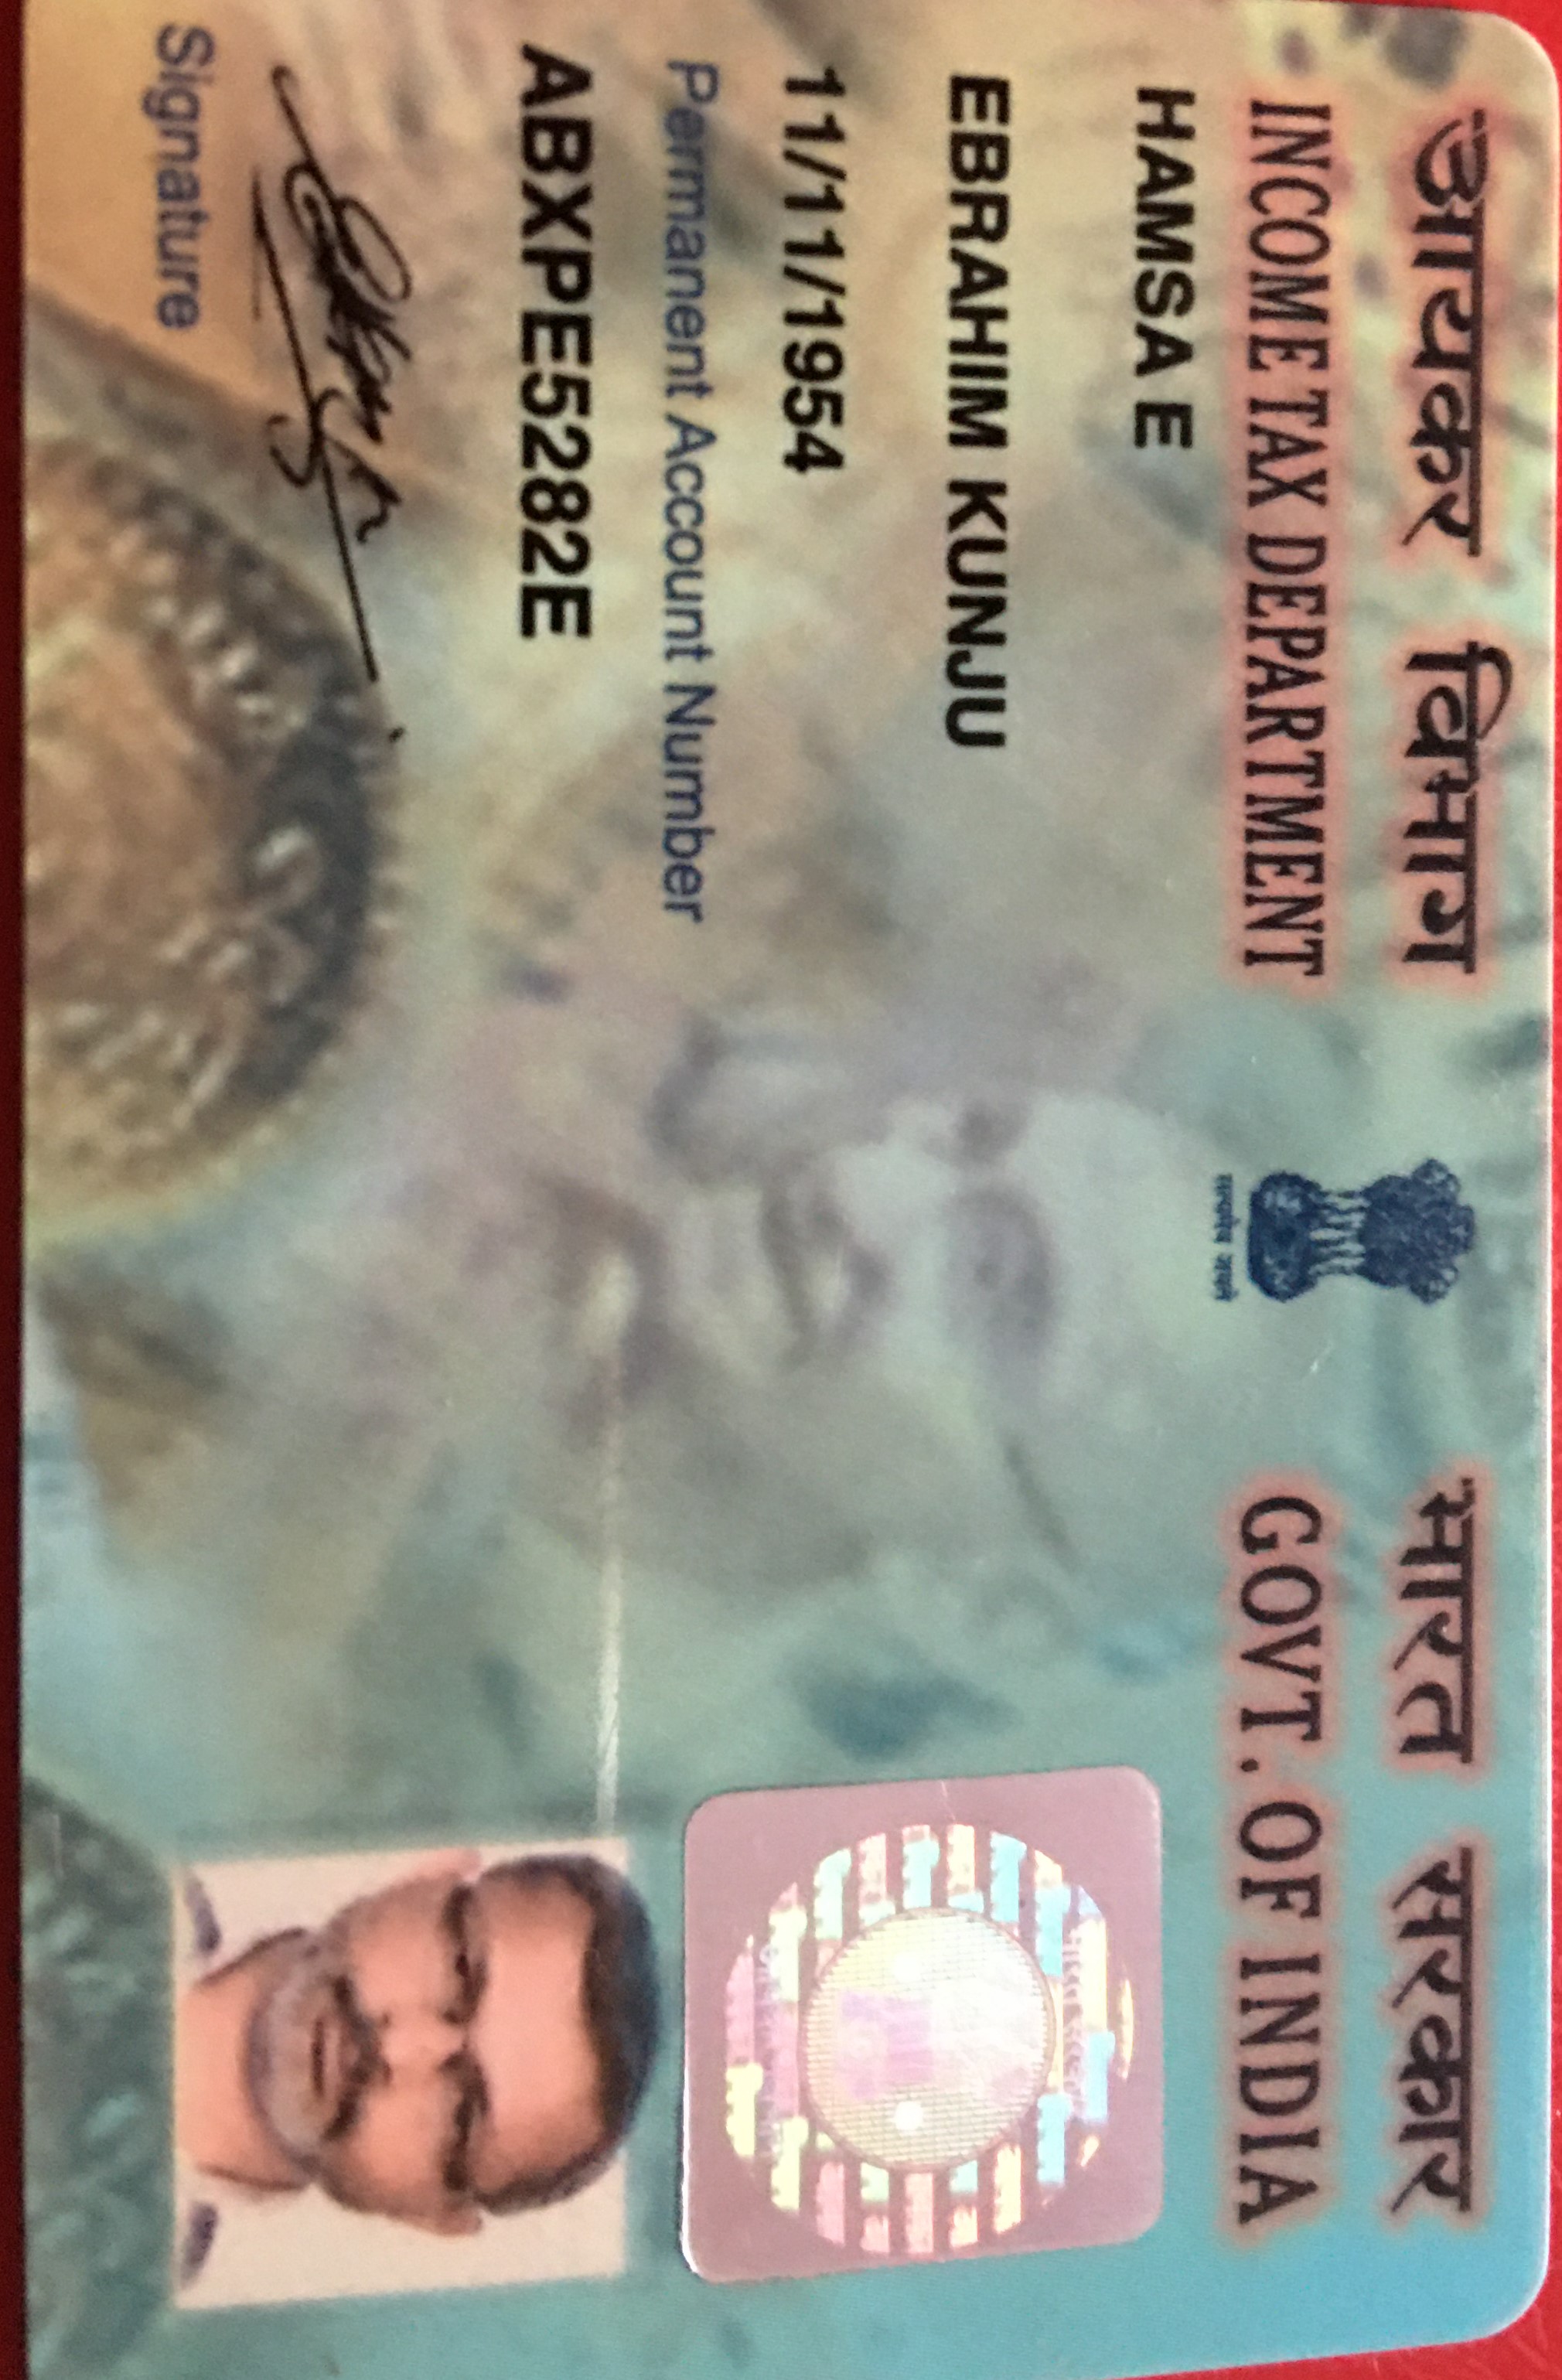 आयकर विभाग
INCOME TAX DEPARTMENT
सत्यमेव जयते
भारत सरकार
GOVT. OF INDIA
HAMSA E
EBRAHIM KUNJU
11/11/1954
Permanent Account Number
ABXPE5282E
Signature